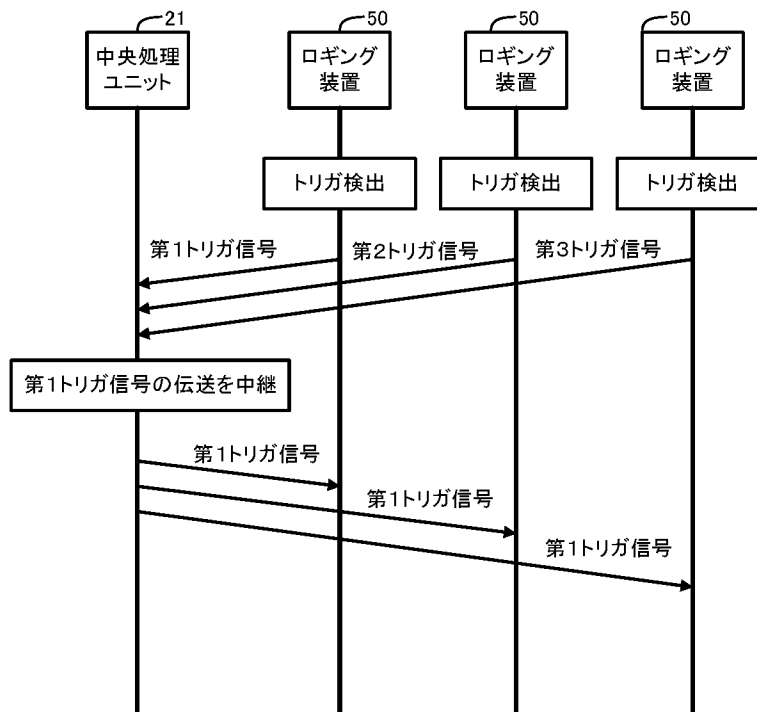 21
50
50
50
中央処理
ユニット
ロギング
装置
ロギング
装置
ロギング
装置
トリガ検出
トリガ検出
トリガ検出
第1トリガ信号
第2トリガ信号
第3トリガ信号
第1トリガ信号の伝送を中継
第1トリガ信号
第1トリガ信号
第1トリガ信号